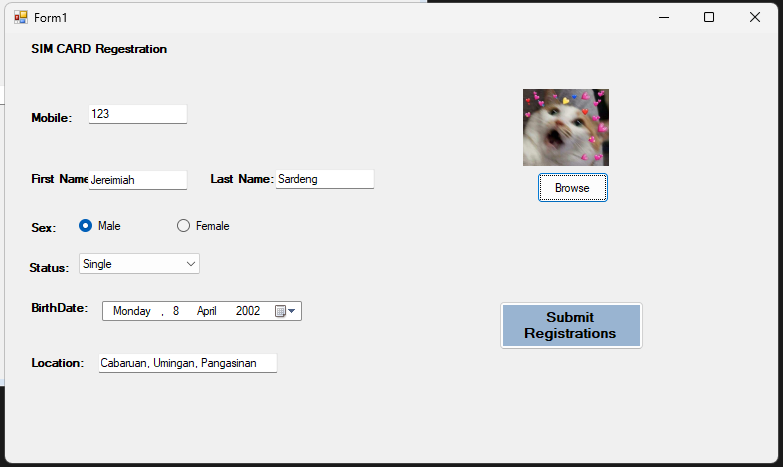 Form1
SIM CARD Regestration
Mobile: 123
First Name Jereimiah Last Name: Sardeng
Browse
Sex: Male Female
Status: Single
BirthDate: Monday , 8 April 2002
Submit
Registrations
Location: Cabaruan, Umingan, Pangasinan